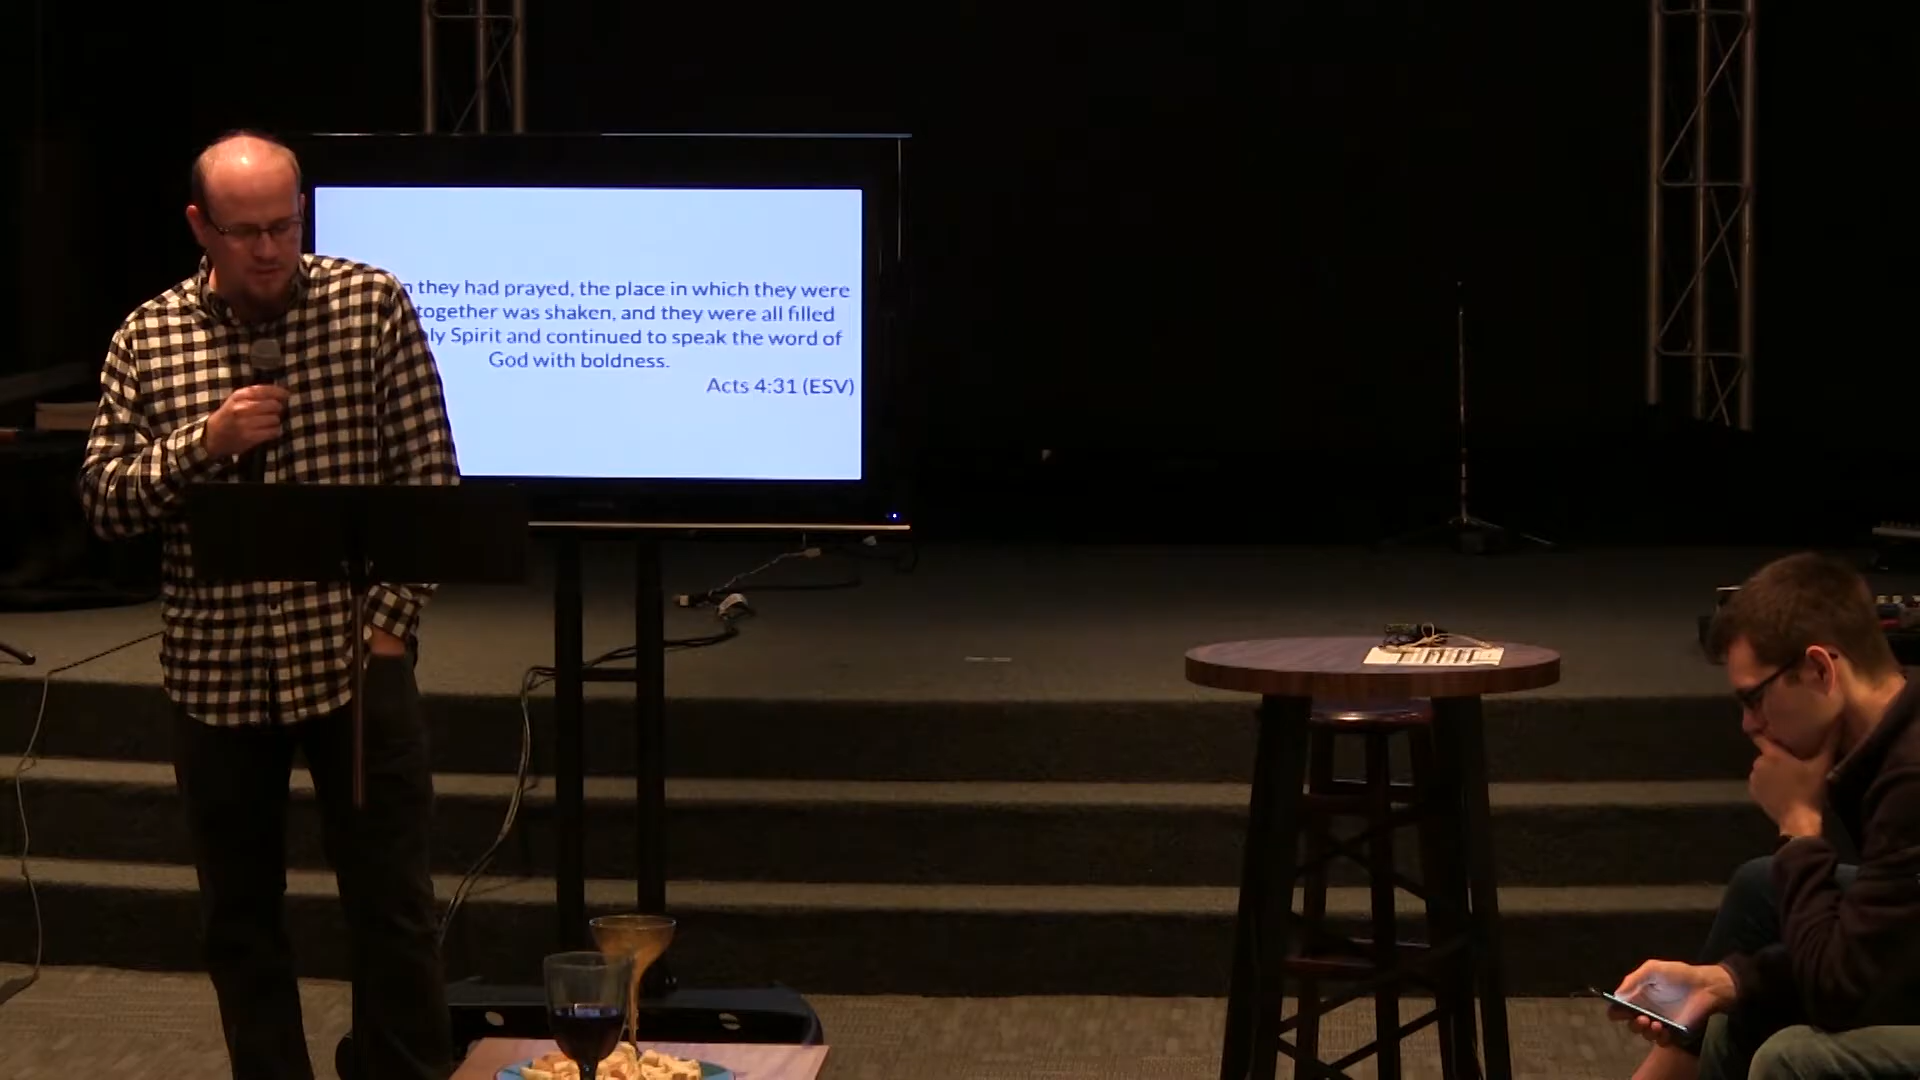 they had prayed, the place in which they were
together was shaken, and they were all filled
Spirit and continued to speak the word of
God with boldness.
Acts 4:31 (ESV)